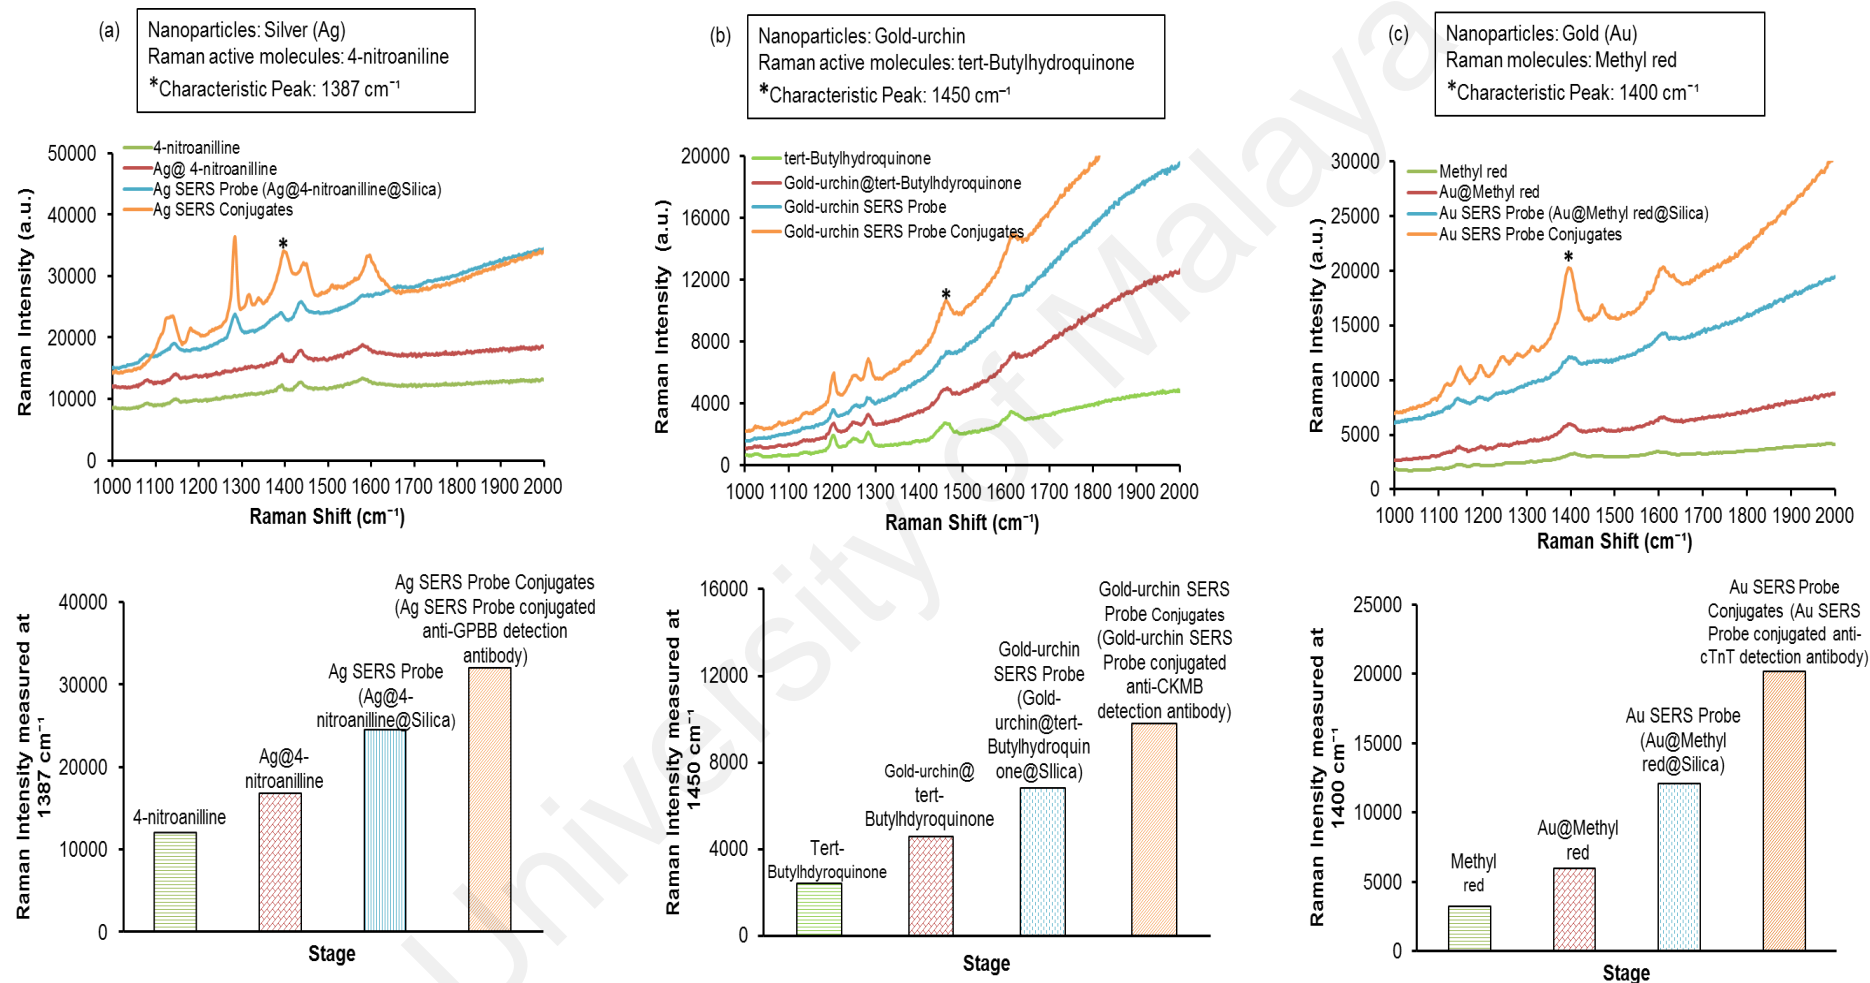 (a)
Nanoparticles: Silver (Ag)
Raman active molecules: 4-nitroaniline
*Characteristic Peak: 1387 cm⁻¹
(b)
Nanoparticles: Gold-urchin
Raman active molecules: tert-Butylhydroquinone
*Characteristic Peak: 1450 cm⁻¹
(c)
Nanoparticles: Gold (Au)
Raman molecules: Methyl red
*Characteristic Peak: 1400 cm⁻¹
Raman Intensity (a.u.)
50000
40000
30000
20000
10000
0
4-nitroanilline
Ag@ 4-nitroanilline
Ag SERS Probe (Ag@4-nitroanilline@Silica)
Ag SERS Conjugates
*
1000 1100 1200 1300 1400 1500 1600 1700 1800 1900 2000
Raman Shift (cm⁻¹)
Raman Intensity (a.u.)
20000
16000
12000
8000
4000
0
tert-Butylhydroquinone
Gold-urchin@tert-Butylhdyroquinone
Gold-urchin SERS Probe
Gold-urchin SERS Probe Conjugates
*
1000 1100 1200 1300 1400 1500 1600 1700 1800 1900 2000
Raman Shift (cm⁻¹)
Raman Intesity (a.u.)
30000
25000
20000
15000
10000
5000
0
Methyl red
Au@Methyl red
Au SERS Probe (Au@Methyl red@Silica)
Au SERS Probe Conjugates
*
1000 1100 1200 1300 1400 1500 1600 1700 1800 1900 2000
Raman Shift (cm⁻¹)
Raman Intensity measured at
1387 cm⁻¹
40000
30000
20000
10000
0
4-nitroanilline
Ag@4-
nitroanilline
Ag SERS Probe
(Ag@4-
nitroanilline@Silica)
Ag SERS Probe Conjugates
(Ag SERS Probe conjugated
anti-GPBB detection
antibody)
Stage
Raman Intensity measured at
1450 cm⁻¹
16000
12000
8000
4000
0
Tert-
Butylhdyroquinone
Gold-urchin@
tert-
Butylhdyroquinone
Gold-urchin
SERS Probe
(Gold-
urchin@tert-
Butylhydroquin
one@SIlica)
Gold-urchin SERS
Probe Conjugates
(Gold-urchin SERS
Probe conjugated
anti-CKMB
detection antibody)
Stage
Raman Inensity measured at
1400 cm⁻¹
25000
20000
15000
10000
5000
0
Methyl
red
Au@Methyl
red
Au SERS Probe
(Au@Methyl
red@Silica)
Au SERS Probe
Conjugates (Au SERS
Probe conjugated anti-
cTnT detection antibody)
Stage
University of Malaya